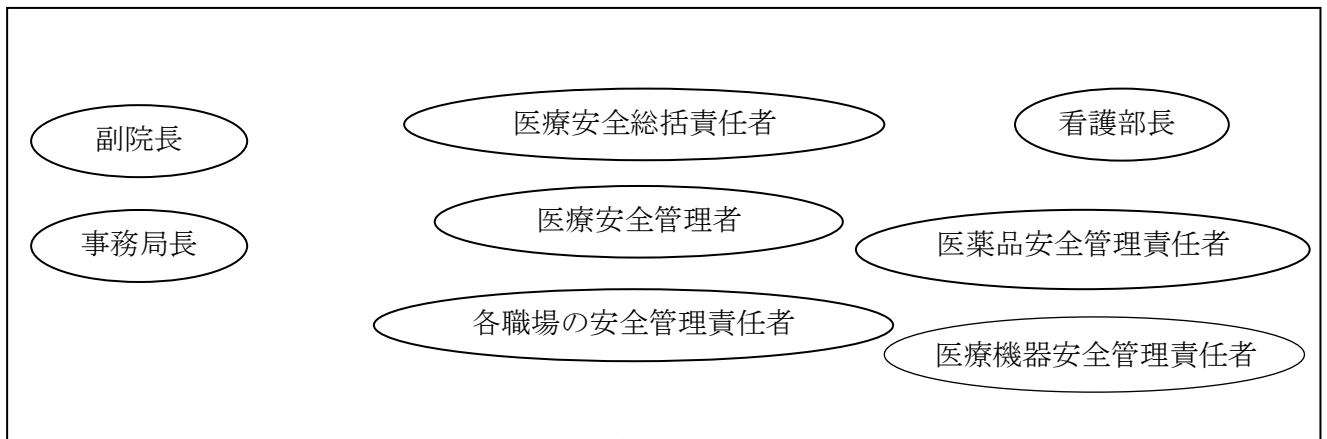 副院長
医療安全総括責任者
看護部長
事務局長
医療安全管理者
医薬品安全管理責任者
各職場の安全管理責任者
医療機器安全管理責任者